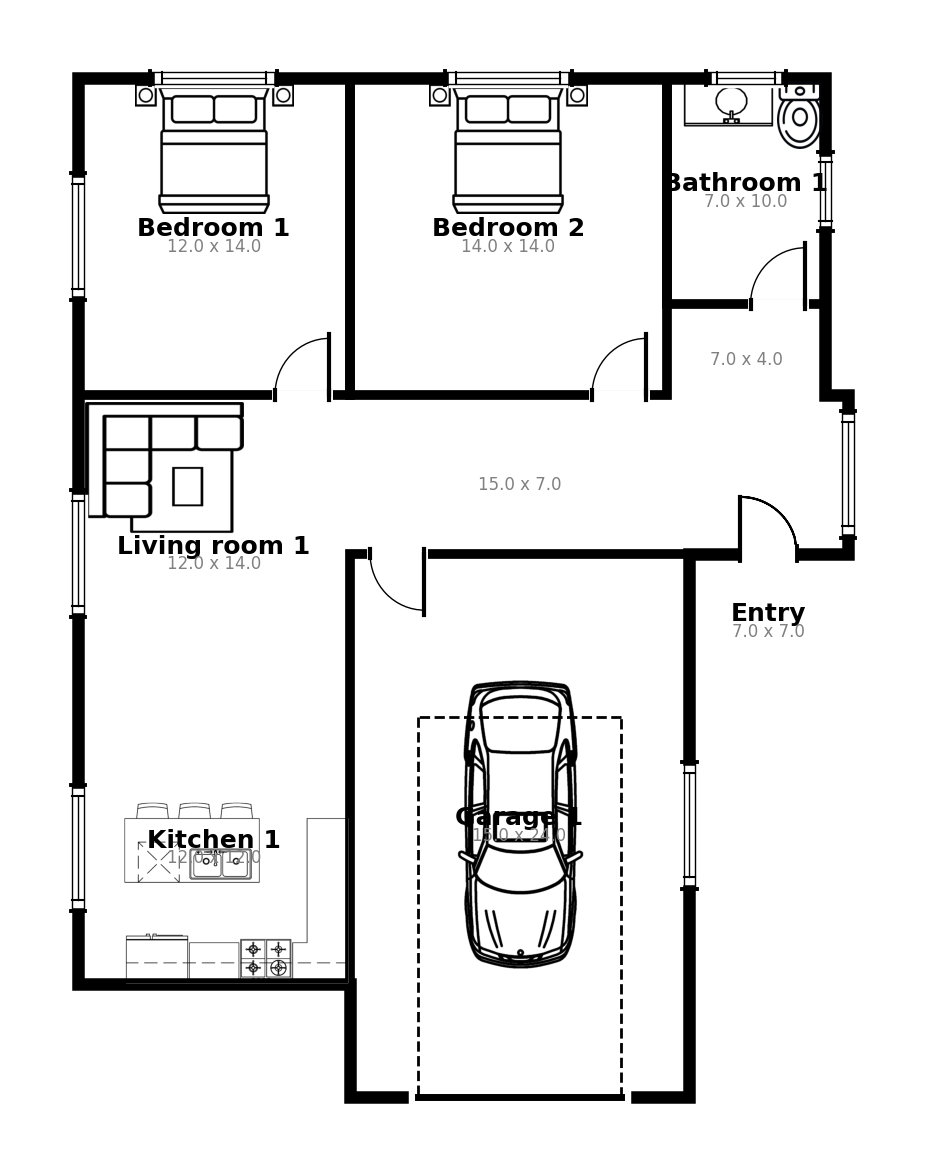 Bedroom 1
12.0 x 14.0
Bedroom 2
14.0 x 14.0
Bathroom 1
7.0 x 10.0
7.0 x 4.0
15.0 x 7.0
Living room 1
12.0 x 14.0
Entry
7.0 x 7.0
Kitchen 1
12.0 x 12.0
Garage 1
15.0 x 24.0